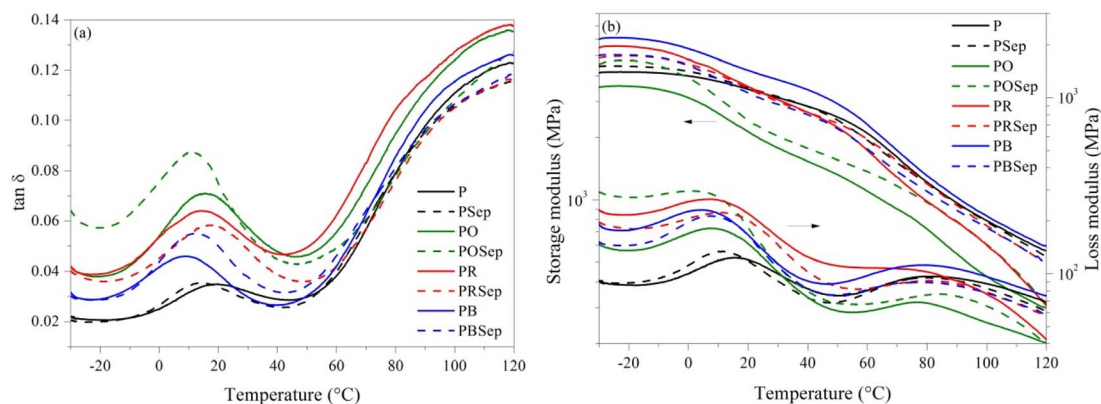 (a)
tan δ
0.14
0.12
0.10
0.08
0.06
0.04
0.02
P
PSep
PO
POSep
PR
PRSep
PB
PBSep
-20 0 20 40 60 80 100 120
Temperature (°C)
(b)
Storage modulus (MPa)
10³
P
PSep
PO
POSep
PR
PRSep
PB
PBSep
10³
10²
Loss modulus (MPa)
-20 0 20 40 60 80 100 120
Temperature (°C)